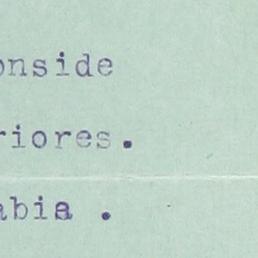 onside
riores.
abia .